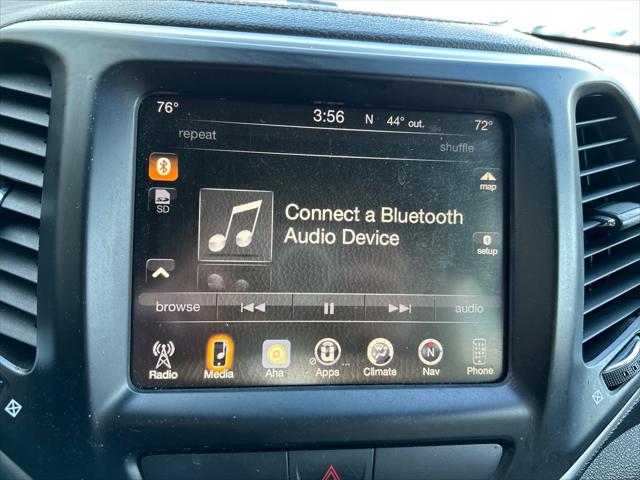 76° 3:56 N 44° out. 72°
repeat shuffle
SD
map
Connect a Bluetooth
Audio Device
setup
browse audio
Radio Media Aha Apps Climate Nav Phone